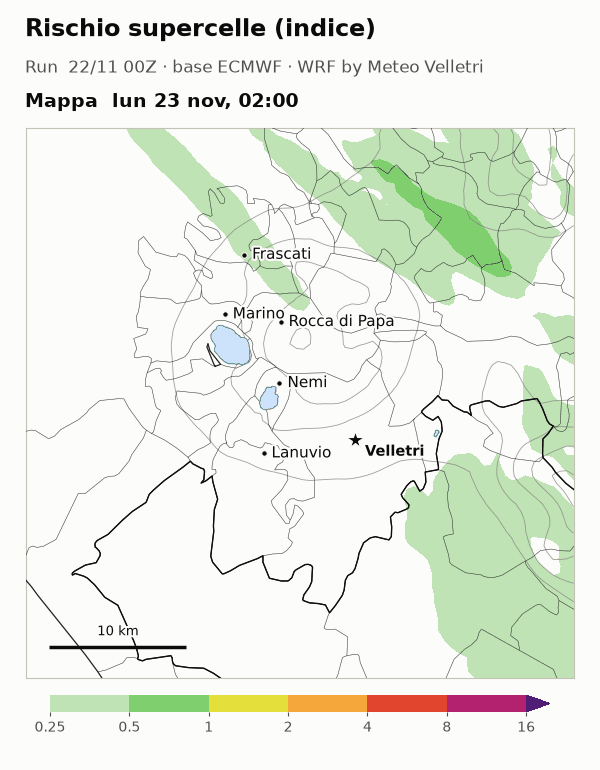 Rischio supercelle (indice)
Run  22/11 00Z · base ECMWF · WRF by Meteo Velletri
Mappa  lun 23 nov, 02:00
Frascati
Marino
Rocca di Papa
Nemi
Velletri
Lanuvio
10 km
0.25 0.5 1 2 4 8 16